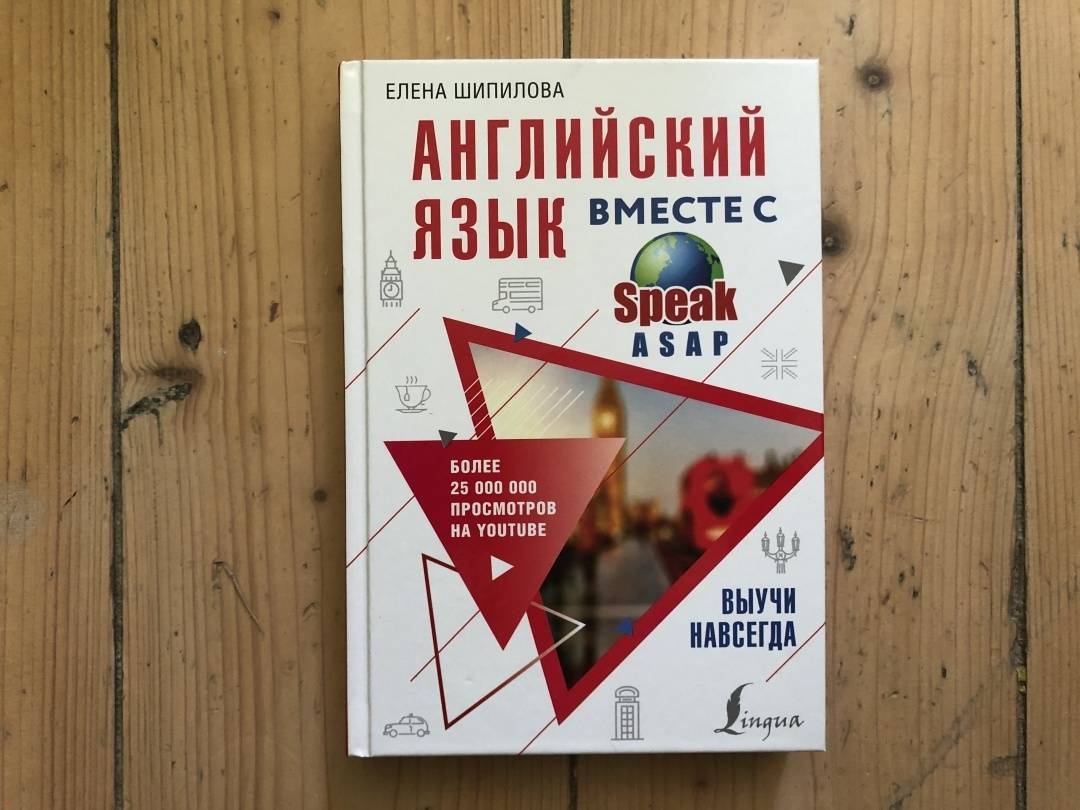 ЕЛЕНА ШИПИЛОВА
АНГЛИЙСКИЙ
ЯЗЫК
ВМЕСТЕ С
Speak
ASAP
БОЛЕЕ
25 000 000
ПРОСМОТРОВ
НА YOUTUBE
ВЫУЧИ
НАВСЕГДА
Lingua